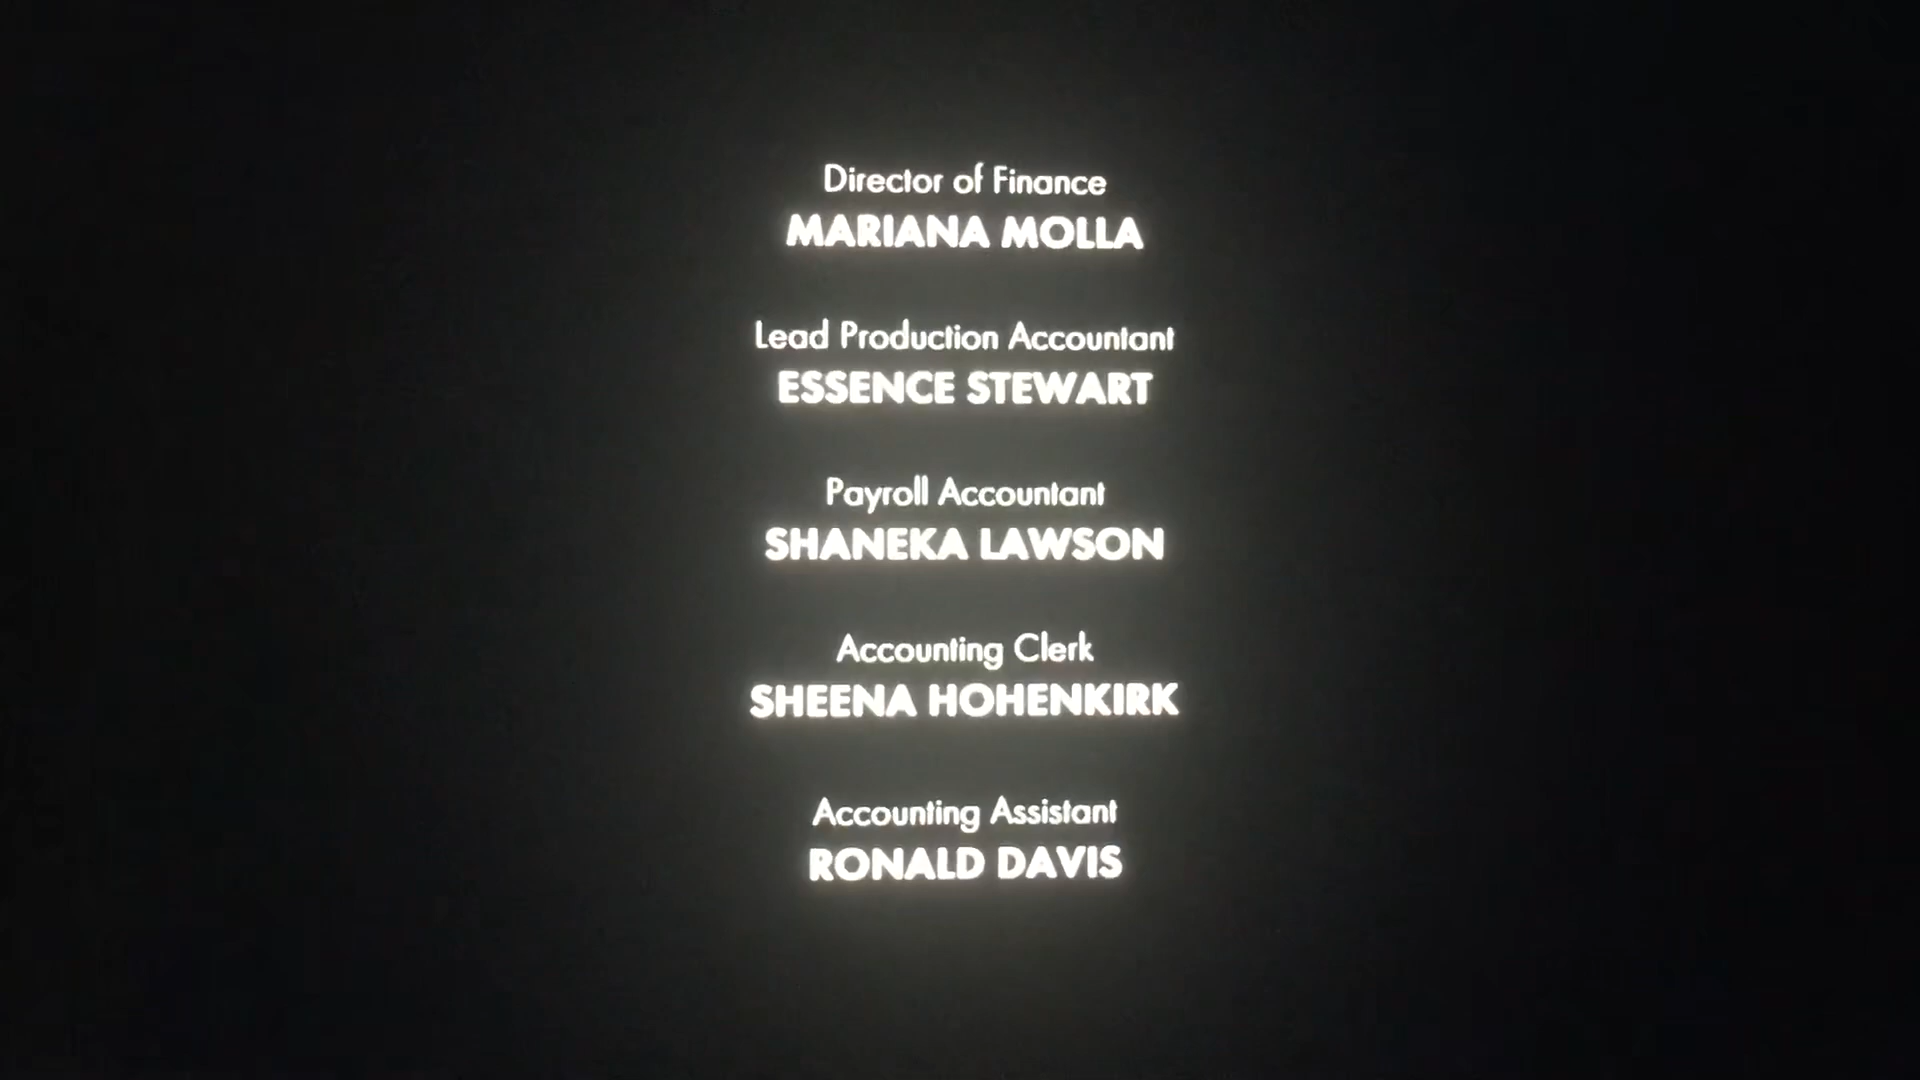 Director of Finance
MARIANA MOLLA
Lead Production Accountant
ESSENCE STEWART
Payroll Accountant
SHANEKA LAWSON
Accounting Clerk
SHEENA HOHENKIRK
Accounting Assistant
RONALD DAVIS